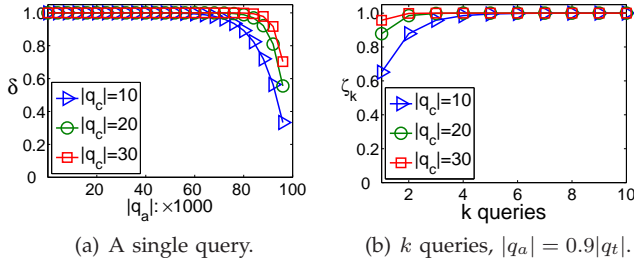 1.0
0.8
0.6
0.4
0.2
0
δ
|q_c|=10
|q_c|=20
|q_c|=30
20 40 60 80 100
|q_a|: ×1000
(a) A single query.
1.0
0.8
0.6
0.4
0.2
0
ζ_k
|q_c|=10
|q_c|=20
|q_c|=30
2 4 6 8 10
k queries
(b) k queries, |q_a| = 0.9|q_t|.